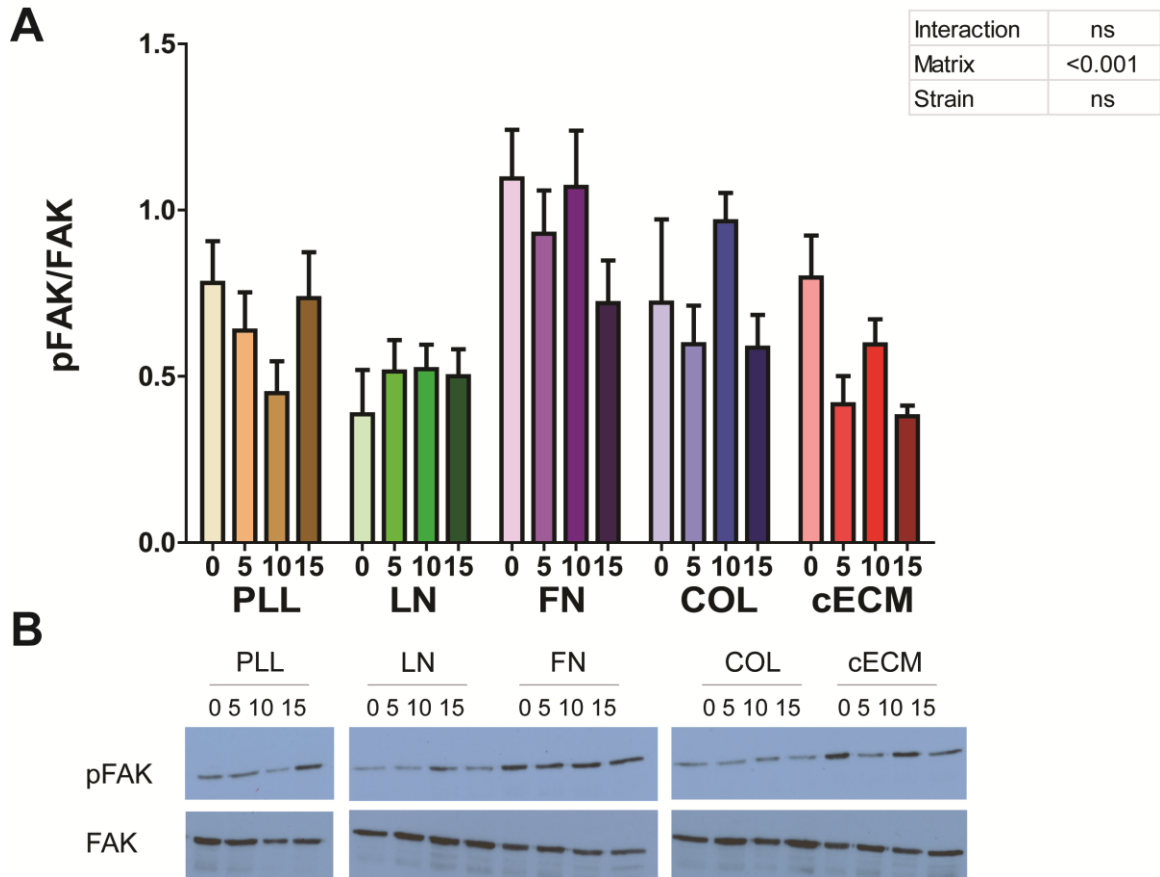 A
Interaction ns
Matrix <0.001
Strain ns
pFAK/FAK
1.5
1.0
0.5
0.0
0 5 10 15 0 5 10 15 0 5 10 15 0 5 10 15 0 5 10 15
PLL LN FN COL cECM
B
PLL LN FN COL cECM
0 5 10 15 0 5 10 15 0 5 10 15 0 5 10 15 0 5 10 15
pFAK
FAK